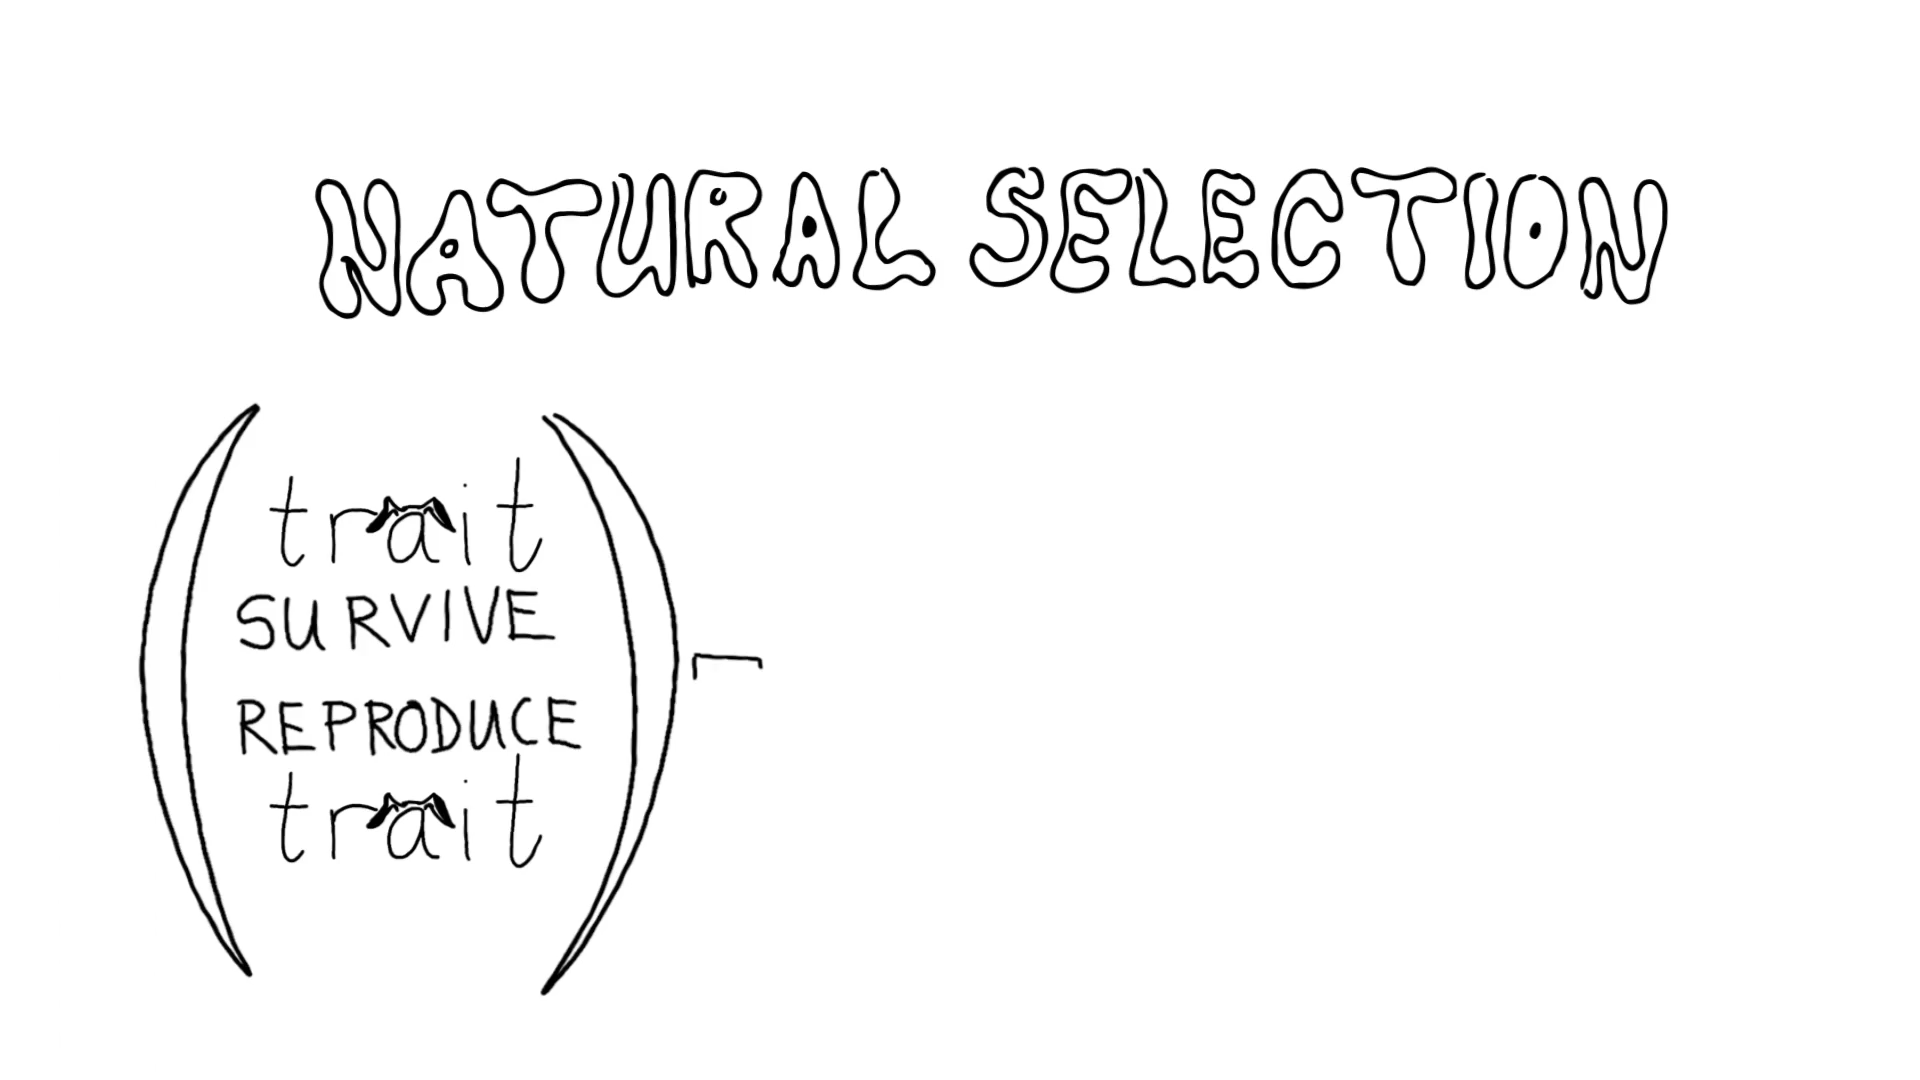 NATURAL SELECTION
trait
SURVIVE
REPRODUCE
trait